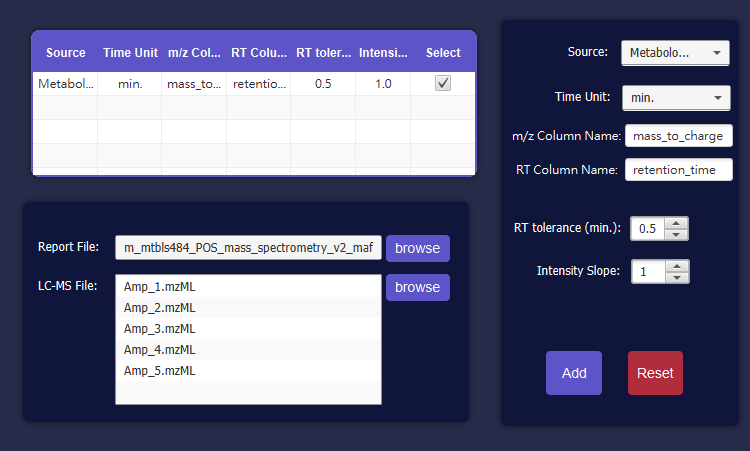 Source Time Unit m/z Col... RT Colu... RT toler... Intensi... Select
Metabol... min. mass_to... retentio... 0.5 1.0
Report File: m_mtbls484_POS_mass_spectrometry_v2_maf browse
LC-MS File: browse
Amp_1.mzML
Amp_2.mzML
Amp_3.mzML
Amp_4.mzML
Amp_5.mzML
Source: Metabolo...
Time Unit: min.
m/z Column Name: mass_to_charge
RT Column Name: retention_time
RT tolerance (min.): 0.5
Intensity Slope: 1
Add Reset